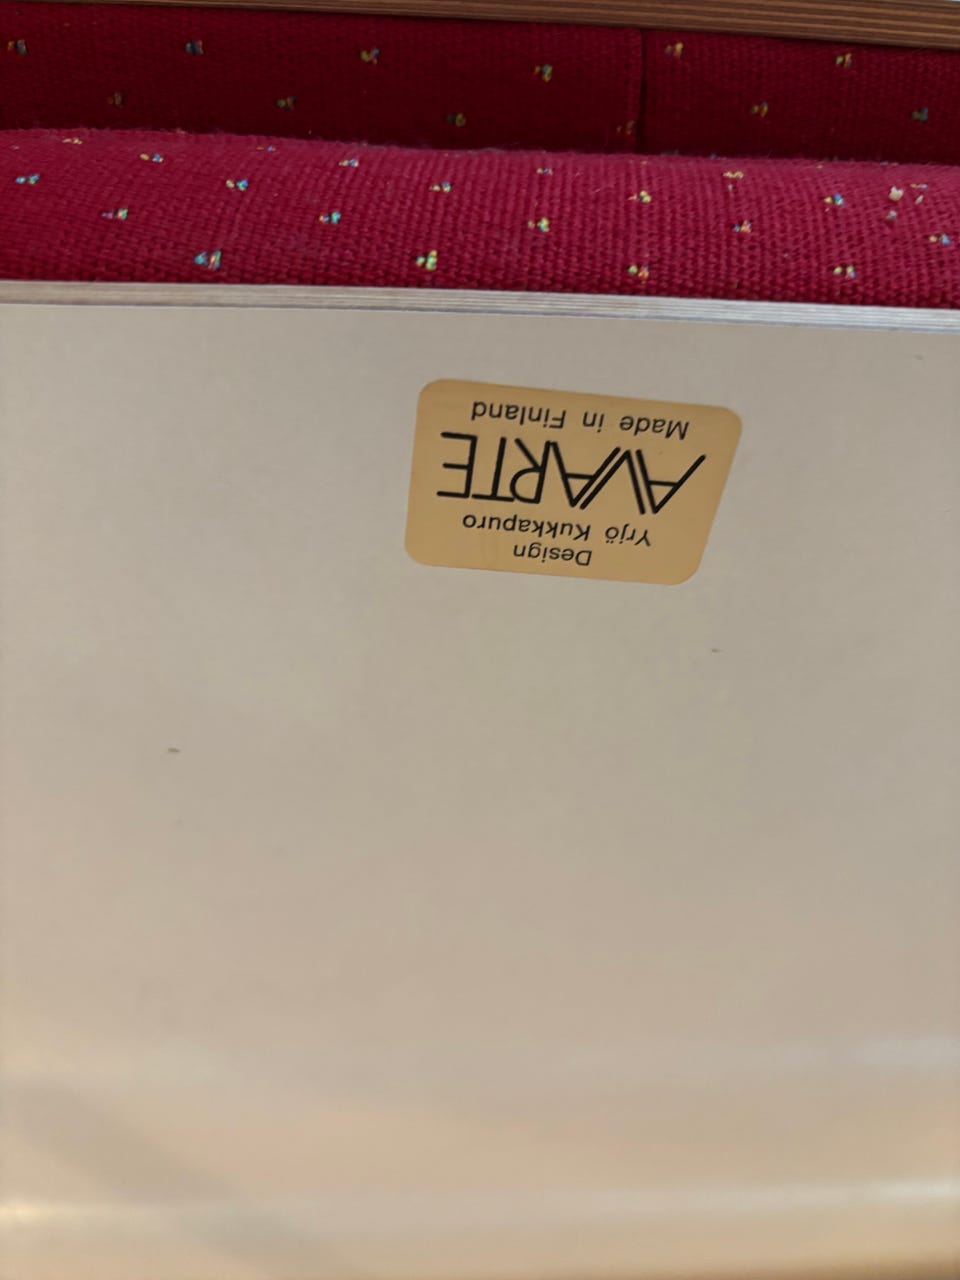 Design
Yrjö Kukkapuro
AVARTE
Made in Finland